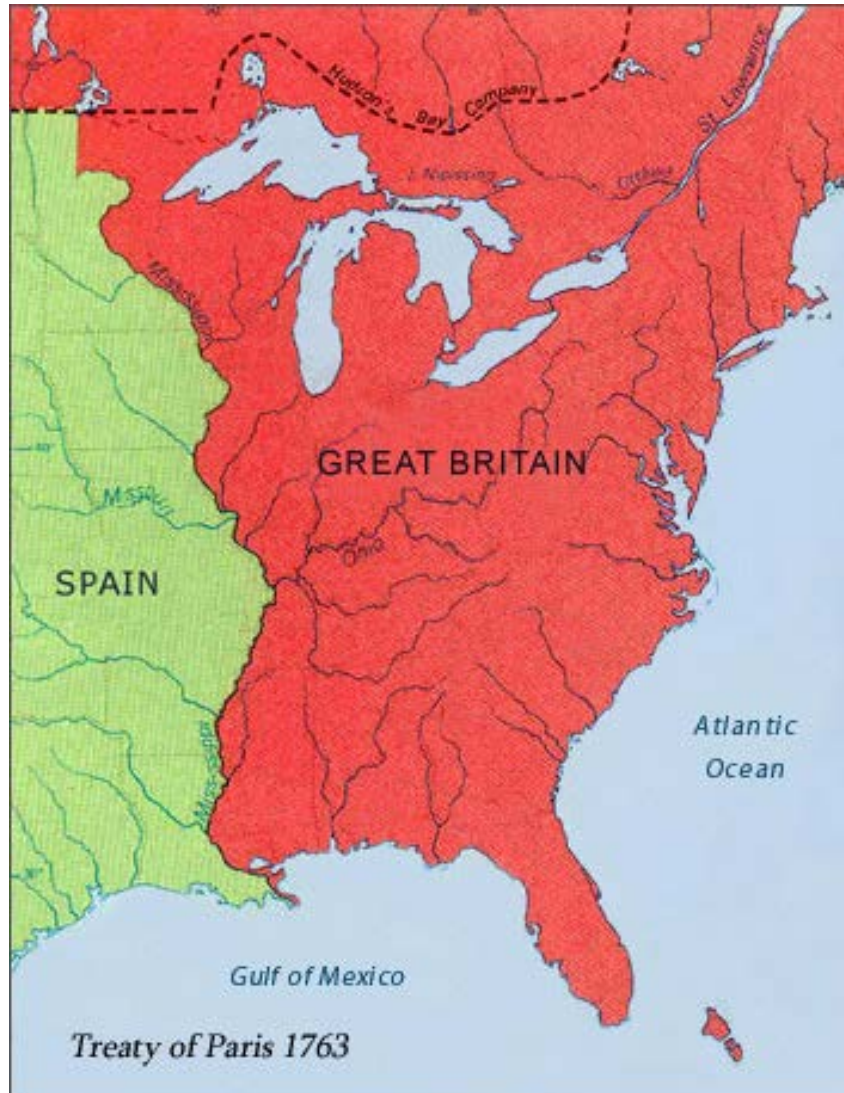 Hudson's Bay Company
St. Lawrence
L. Nipissing
Ottawa
Mississippi
GREAT BRITAIN
Missouri
Ohio
SPAIN
Mississippi
Atlantic
Ocean
Gulf of Mexico
Treaty of Paris 1763